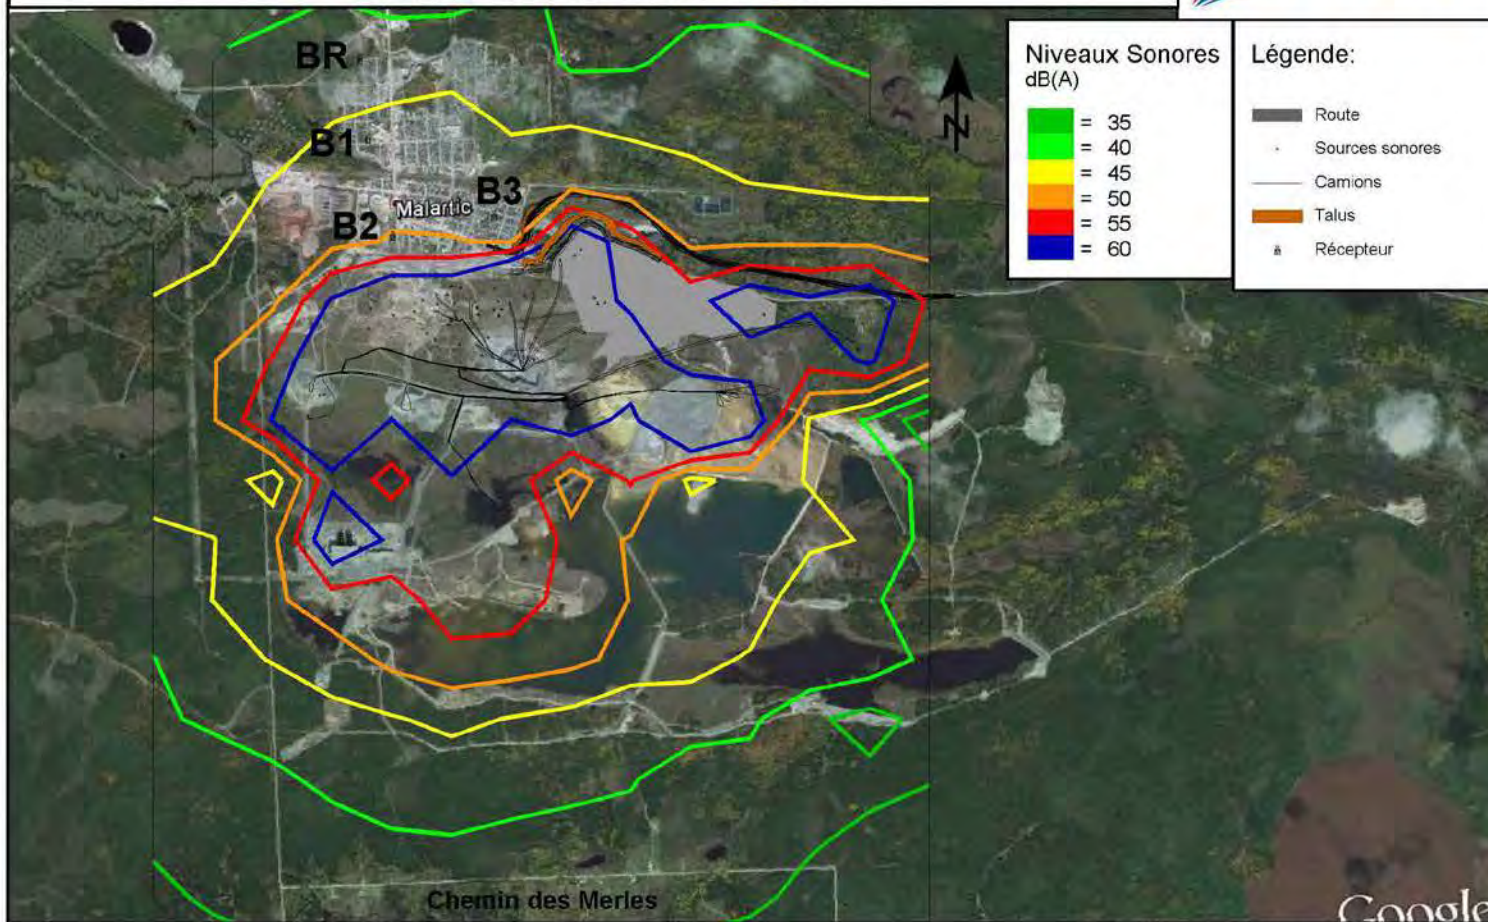 BR
B1
B3
Malartic
B2
N
Niveaux Sonores
dB(A)
= 35
= 40
= 45
= 50
= 55
= 60
Légende:
Route
Sources sonores
Camions
Talus
Récepteur
Chemin des Merles
Google